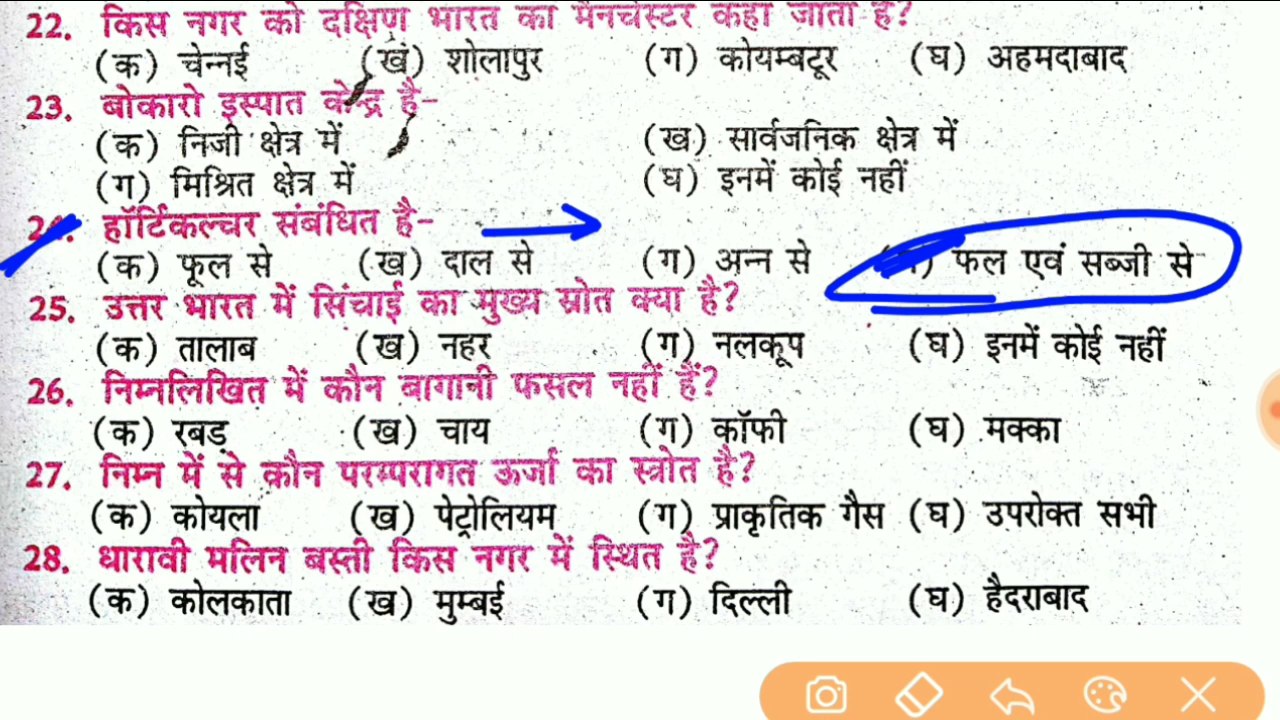 22. किस नगर को दक्षिण भारत का मैनचेस्टर कहा जाता है?
(क) चेन्नई (ख) शोलापुर (ग) कोयम्बटूर (घ) अहमदाबाद
23. बोकारो इस्पात केन्द्र है–
(क) निजी क्षेत्र में (ख) सार्वजनिक क्षेत्र में
(ग) मिश्रित क्षेत्र में (घ) इनमें कोई नहीं
24. हॉर्टिकल्चर संबंधित है–
(क) फूल से (ख) दाल से (ग) अन्न से फल एवं सब्जी से
25. उत्तर भारत में सिंचाई का मुख्य स्रोत क्या है?
(क) तालाब (ख) नहर (ग) नलकूप (घ) इनमें कोई नहीं
26. निम्नलिखित में कौन बागानी फसल नहीं हैं?
(क) रबड़ (ख) चाय (ग) कॉफी (घ) मक्का
27. निम्न में से कौन परम्परागत ऊर्जा का स्त्रोत है?
(क) कोयला (ख) पेट्रोलियम (ग) प्राकृतिक गैस (घ) उपरोक्त सभी
28. धारावी मलिन बस्ती किस नगर में स्थित है?
(क) कोलकाता (ख) मुम्बई (ग) दिल्ली (घ) हैदराबाद